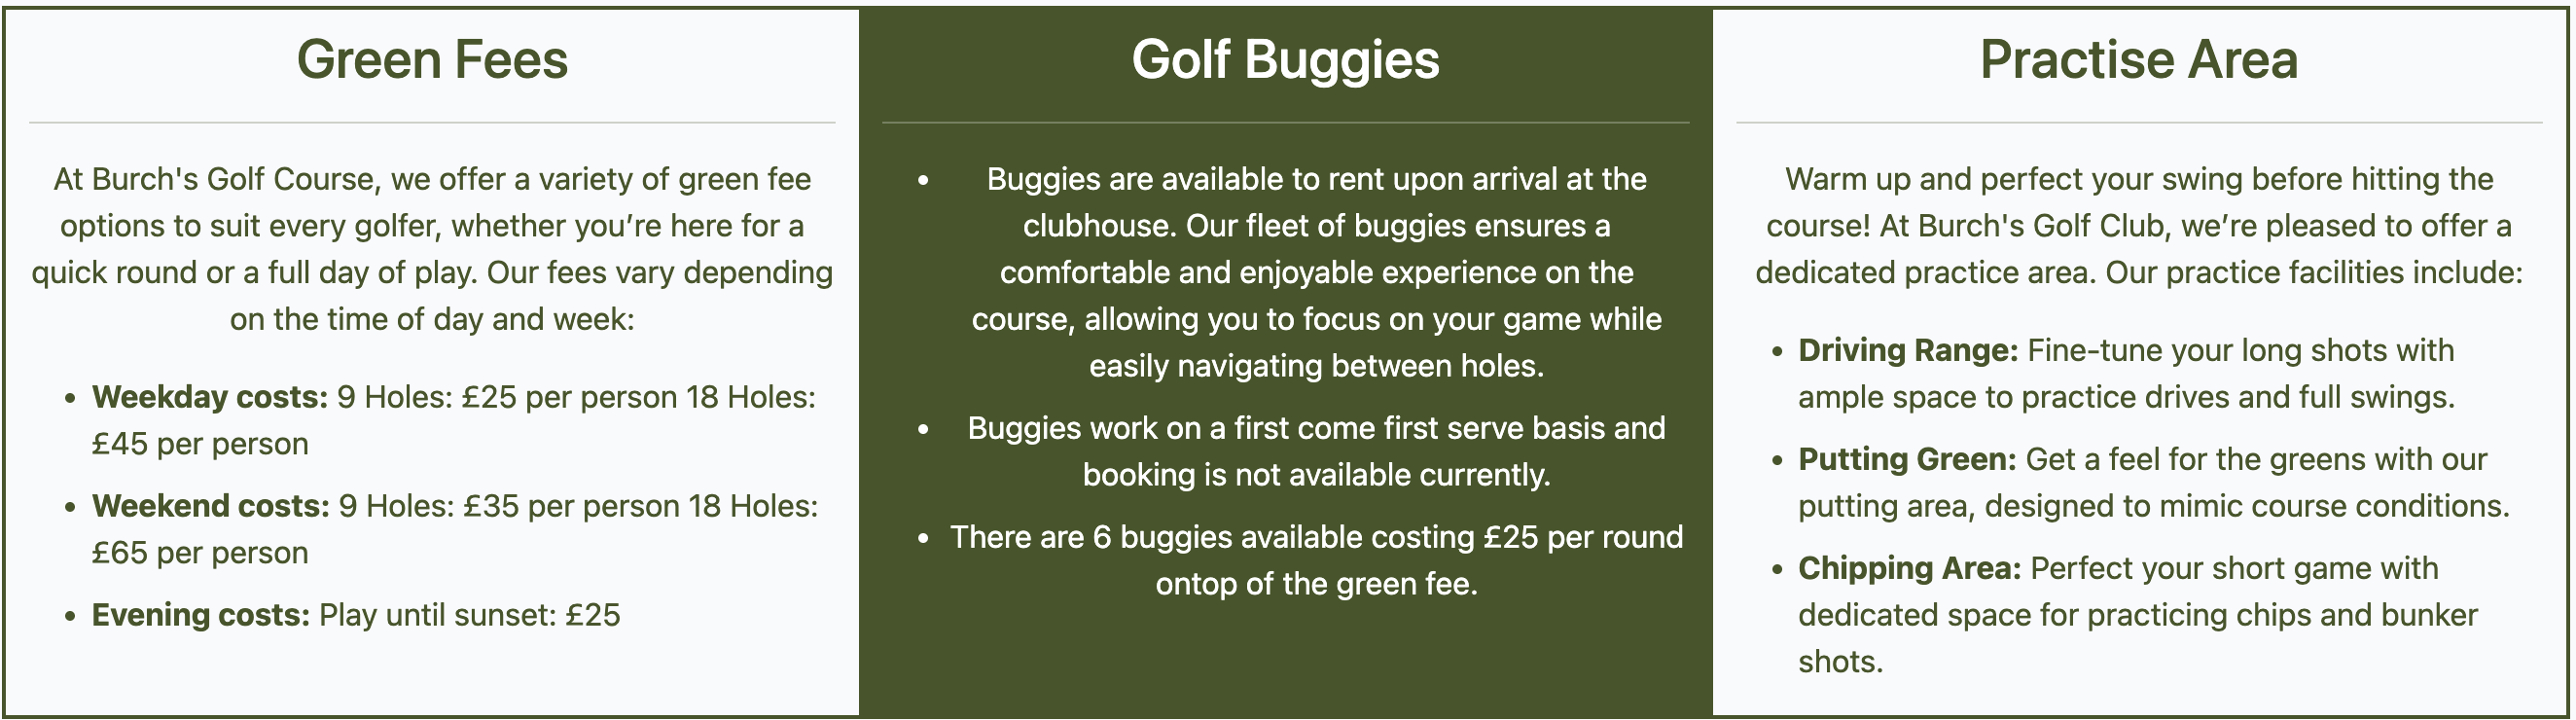 Green Fees
At Burch's Golf Course, we offer a variety of green fee
options to suit every golfer, whether you’re here for a
quick round or a full day of play. Our fees vary depending
on the time of day and week:
• Weekday costs: 9 Holes: £25 per person 18 Holes:
£45 per person
• Weekend costs: 9 Holes: £35 per person 18 Holes:
£65 per person
• Evening costs: Play until sunset: £25
Golf Buggies
• Buggies are available to rent upon arrival at the
clubhouse. Our fleet of buggies ensures a
comfortable and enjoyable experience on the
course, allowing you to focus on your game while
easily navigating between holes.
• Buggies work on a first come first serve basis and
booking is not available currently.
• There are 6 buggies available costing £25 per round
ontop of the green fee.
Practise Area
Warm up and perfect your swing before hitting the
course! At Burch's Golf Club, we’re pleased to offer a
dedicated practice area. Our practice facilities include:
• Driving Range: Fine-tune your long shots with
ample space to practice drives and full swings.
• Putting Green: Get a feel for the greens with our
putting area, designed to mimic course conditions.
• Chipping Area: Perfect your short game with
dedicated space for practicing chips and bunker
shots.